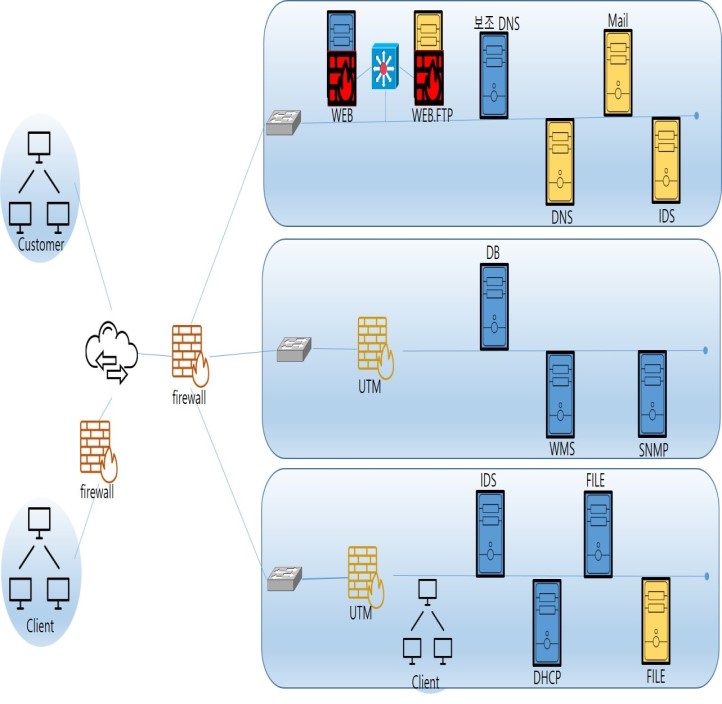 보조 DNS
Mail
WEB
WEB.FTP
DNS
IDS
Customer
DB
firewall
UTM
WMS
SNMP
firewall
IDS
FILE
UTM
Client
Client
DHCP
FILE